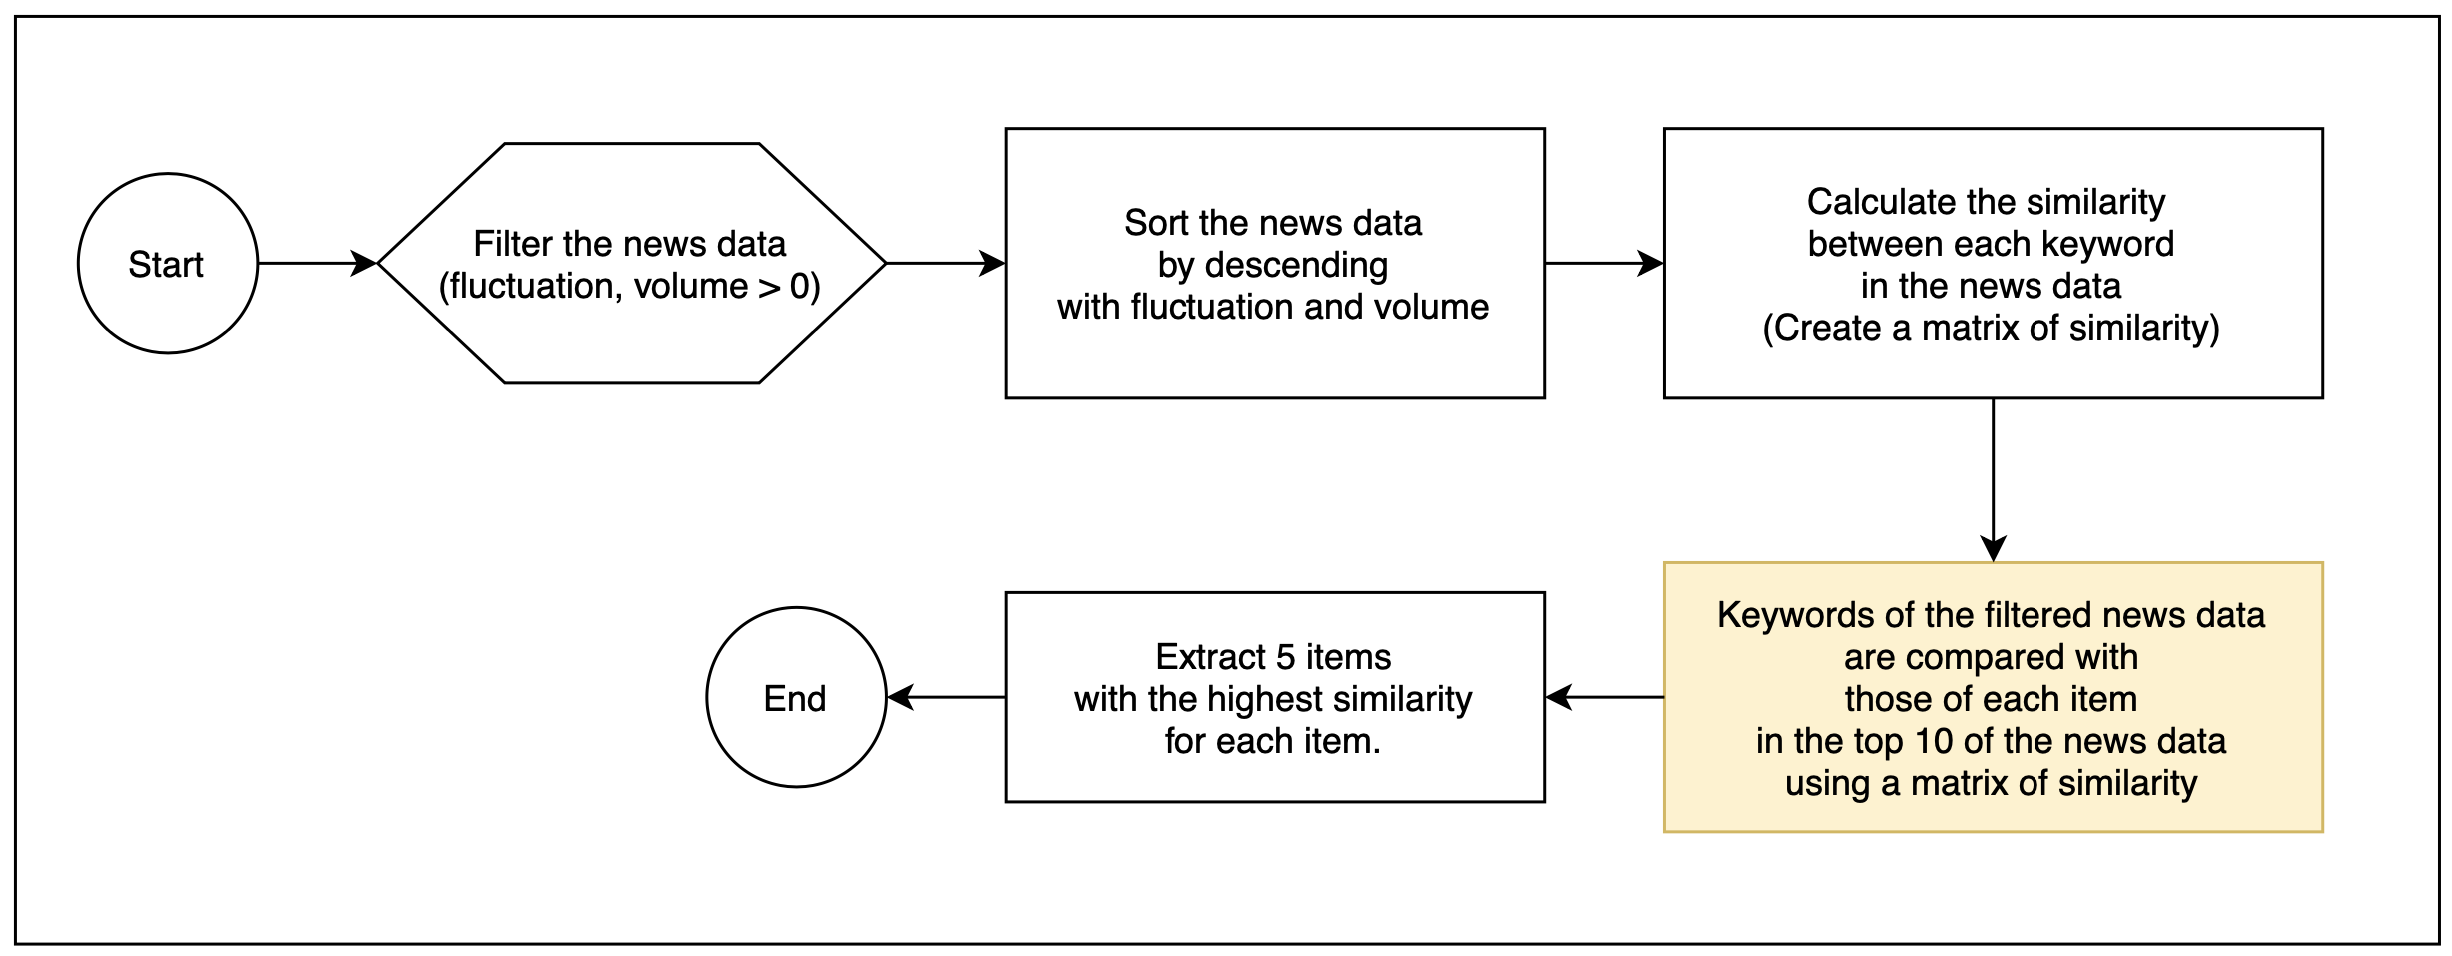 Start
Filter the news data
(fluctuation, volume > 0)
Sort the news data
by descending
with fluctuation and volume
Calculate the similarity
between each keyword
in the news data
(Create a matrix of similarity)
Keywords of the filtered news data
are compared with
those of each item
in the top 10 of the news data
using a matrix of similarity
Extract 5 items
with the highest similarity
for each item.
End